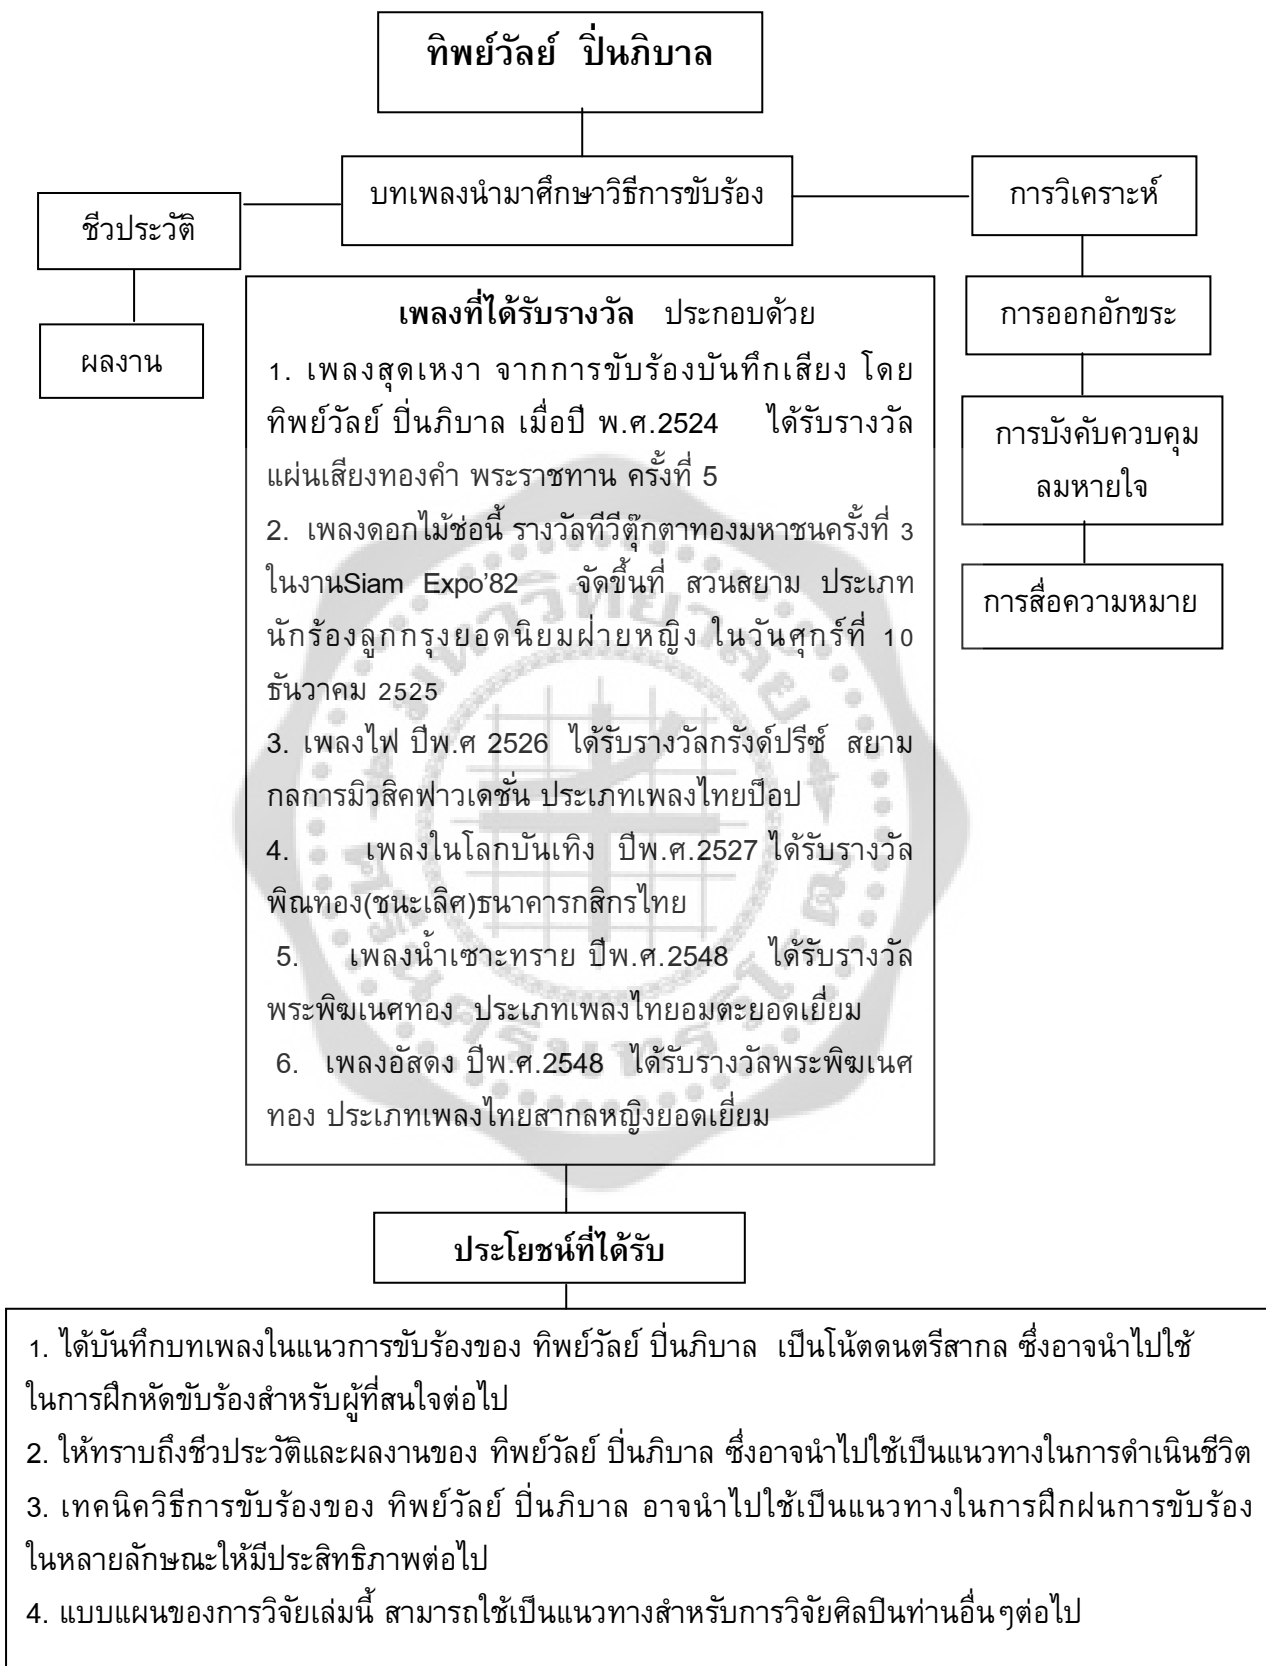 ทิพย์วัลย์ ปิ่นภิบาล
บทเพลงนำมาศึกษาวิธีการขับร้อง
การวิเคราะห์
ชีวประวัติ
ผลงาน
การออกอักขระ
การบังคับควบคุม
ลมหายใจ
การสื่อความหมาย
เพลงที่ได้รับรางวัล ประกอบด้วย
1. เพลงสุดเหงา จากการขับร้องบันทึกเสียง โดย
ทิพย์วัลย์ ปิ่นภิบาล เมื่อปี พ.ศ.2524 ได้รับรางวัล
แผ่นเสียงทองคำ พระราชทาน ครั้งที่ 5
2. เพลงดอกไม้ช่อนี้ รางวัลทีวีตุ๊กตาทองมหาชนครั้งที่ 3
ในงานSiam Expo'82 จัดขึ้นที่ สวนสยาม ประเภท
นักร้องลูกกรุงยอดนิยมฝ่ายหญิง ในวันศุกร์ที่ 10
ธันวาคม 2525
3. เพลงไฟ ปีพ.ศ 2526 ได้รับรางวัลกรังด์ปรีซ์ สยาม
กลการมิวสิคฟาวเดชั่น ประเภทเพลงไทยป็อป
4. เพลงในโลกบันเทิง ปีพ.ศ.2527 ได้รับรางวัล
พิณทอง(ชนะเลิศ)ธนาคารกสิกรไทย
5. เพลงน้ำเซาะทราย ปีพ.ศ.2548 ได้รับรางวัล
พระพิฆเนศทอง ประเภทเพลงไทยอมตะยอดเยี่ยม
6. เพลงอัสดง ปีพ.ศ.2548 ได้รับรางวัลพระพิฆเนศ
ทอง ประเภทเพลงไทยสากลหญิงยอดเยี่ยม
มหาวิทยาลัย
ศรีนครินทรวิโรฒ
ประโยชน์ที่ได้รับ
1. ได้บันทึกบทเพลงในแนวการขับร้องของ ทิพย์วัลย์ ปิ่นภิบาล เป็นโน้ตดนตรีสากล ซึ่งอาจนำไปใช้
ในการฝึกหัดขับร้องสำหรับผู้ที่สนใจต่อไป
2. ให้ทราบถึงชีวประวัติและผลงานของ ทิพย์วัลย์ ปิ่นภิบาล ซึ่งอาจนำไปใช้เป็นแนวทางในการดำเนินชีวิต
3. เทคนิควิธีการขับร้องของ ทิพย์วัลย์ ปิ่นภิบาล อาจนำไปใช้เป็นแนวทางในการฝึกฝนการขับร้อง
ในหลายลักษณะให้มีประสิทธิภาพต่อไป
4. แบบแผนของการวิจัยเล่มนี้ สามารถใช้เป็นแนวทางสำหรับการวิจัยศิลปินท่านอื่นๆต่อไป